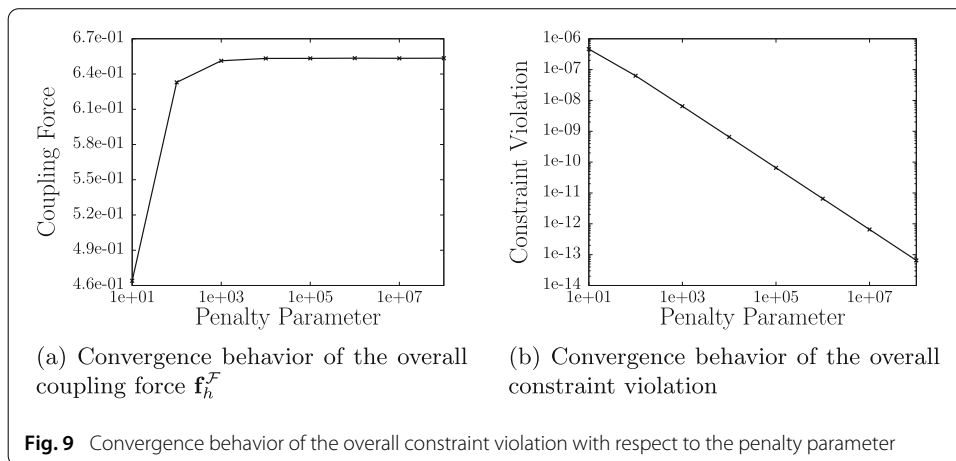 6.7e-01
6.4e-01
6.1e-01
5.8e-01
5.5e-01
5.2e-01
4.9e-01
4.6e-01
Coupling Force
1e+01
1e+03
1e+05
1e+07
Penalty Parameter
(a) Convergence behavior of the overall
coupling force f_h^ℱ
1e-06
1e-07
1e-08
1e-09
1e-10
1e-11
1e-12
1e-13
1e-14
Constraint Violation
1e+01
1e+03
1e+05
1e+07
Penalty Parameter
(b) Convergence behavior of the overall
constraint violation
Fig. 9 Convergence behavior of the overall constraint violation with respect to the penalty parameter